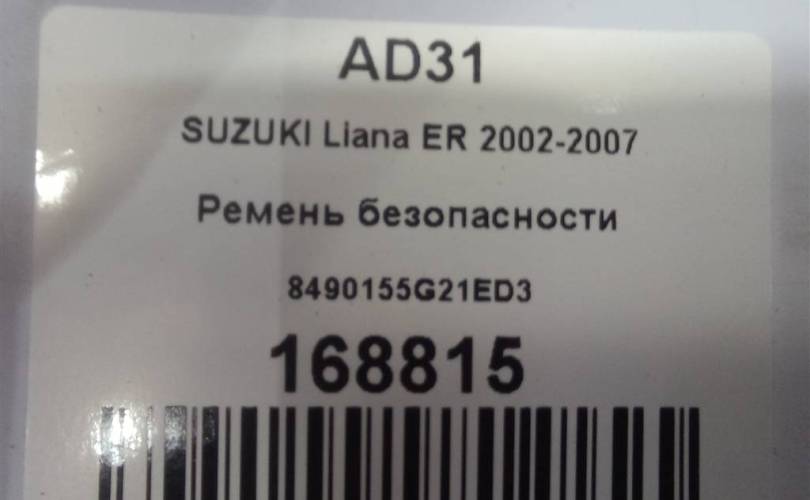 AD31
SUZUKI Liana ER 2002-2007
Ремень безопасности
8490155G21ED3
168815